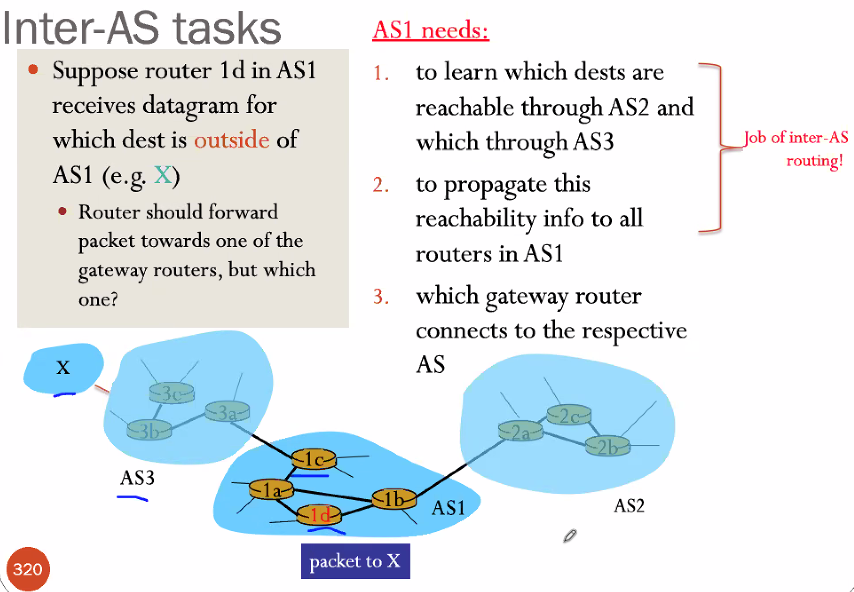 Inter-AS tasks
• Suppose router 1d in AS1
receives datagram for
which dest is outside of
AS1 (e.g. X)
• Router should forward
packet towards one of the
gateway routers, but which
one?
AS1 needs:
1. to learn which dests are
reachable through AS2 and
which through AS3
2. to propagate this
reachability info to all
routers in AS1
3. which gateway router
connects to the respective
AS
Job of inter-AS
routing!
X
3c
3a
3b
AS3
1c
1a
1b
1d
AS1
2c
2a
2b
AS2
packet to X
320